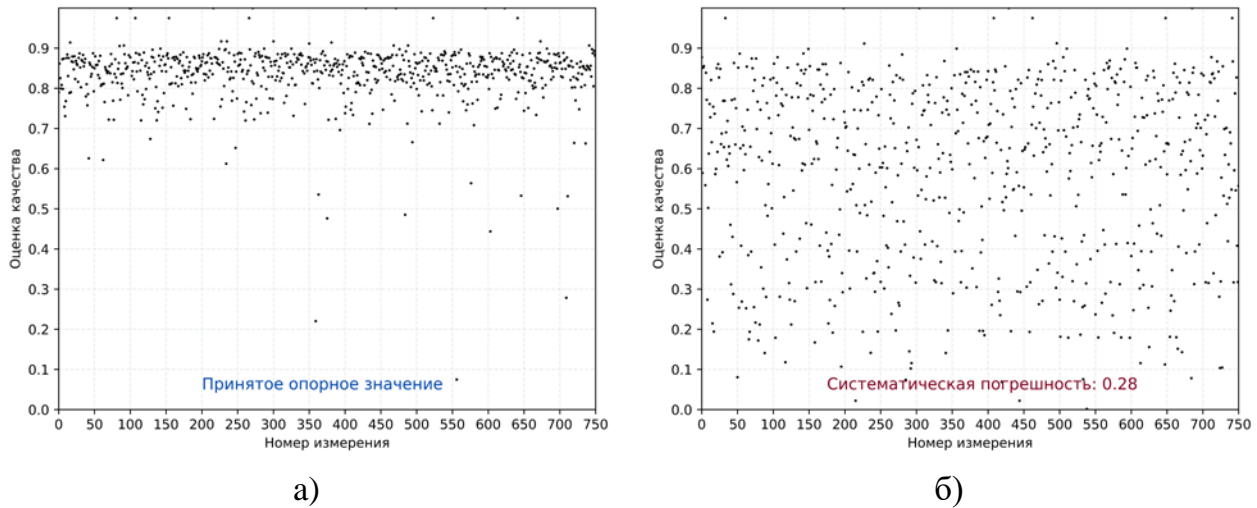 0.9
0.8
0.7
0.6
0.5
0.4
0.3
0.2
0.1
0.0
Оценка качества
Принятое опорное значение
0 50 100 150 200 250 300 350 400 450 500 550 600 650 700 750
Номер измерения
а)
0.9
0.8
0.7
0.6
0.5
0.4
0.3
0.2
0.1
0.0
Оценка качества
Систематическая погрешность: 0.28
0 50 100 150 200 250 300 350 400 450 500 550 600 650 700 750
Номер измерения
б)